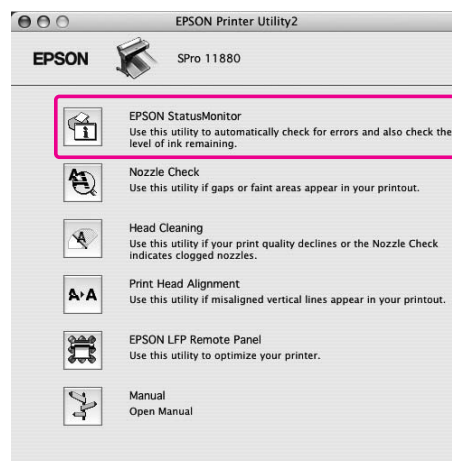 EPSON Printer Utility2
EPSON
SPro 11880
EPSON StatusMonitor
Use this utility to automatically check for errors and also check the
level of ink remaining.
Nozzle Check
Use this utility if gaps or faint areas appear in your printout.
Head Cleaning
Use this utility if your print quality declines or the Nozzle Check
indicates clogged nozzles.
Print Head Alignment
Use this utility if misaligned vertical lines appear in your printout.
EPSON LFP Remote Panel
Use this utility to optimize your printer.
Manual
Open Manual